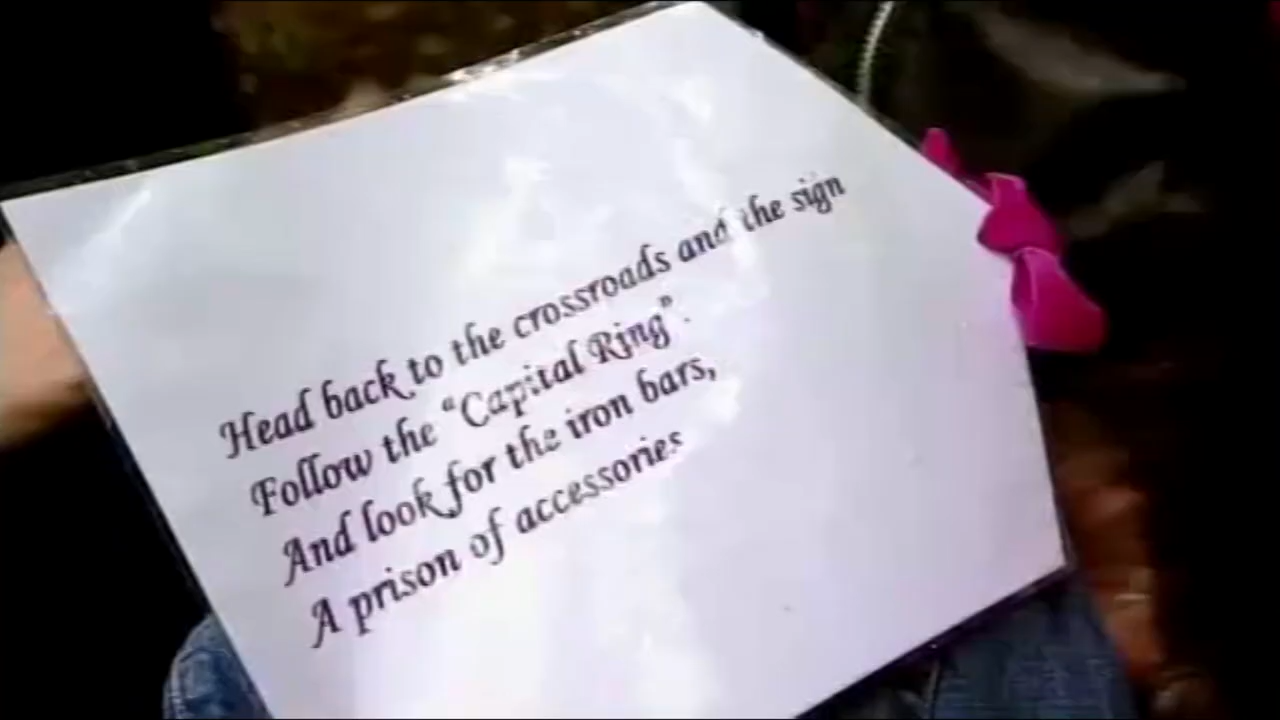 Head back to the crossroads and the sign
Follow the "Capital Ring".
And look for the iron bars,
A prison of accessories